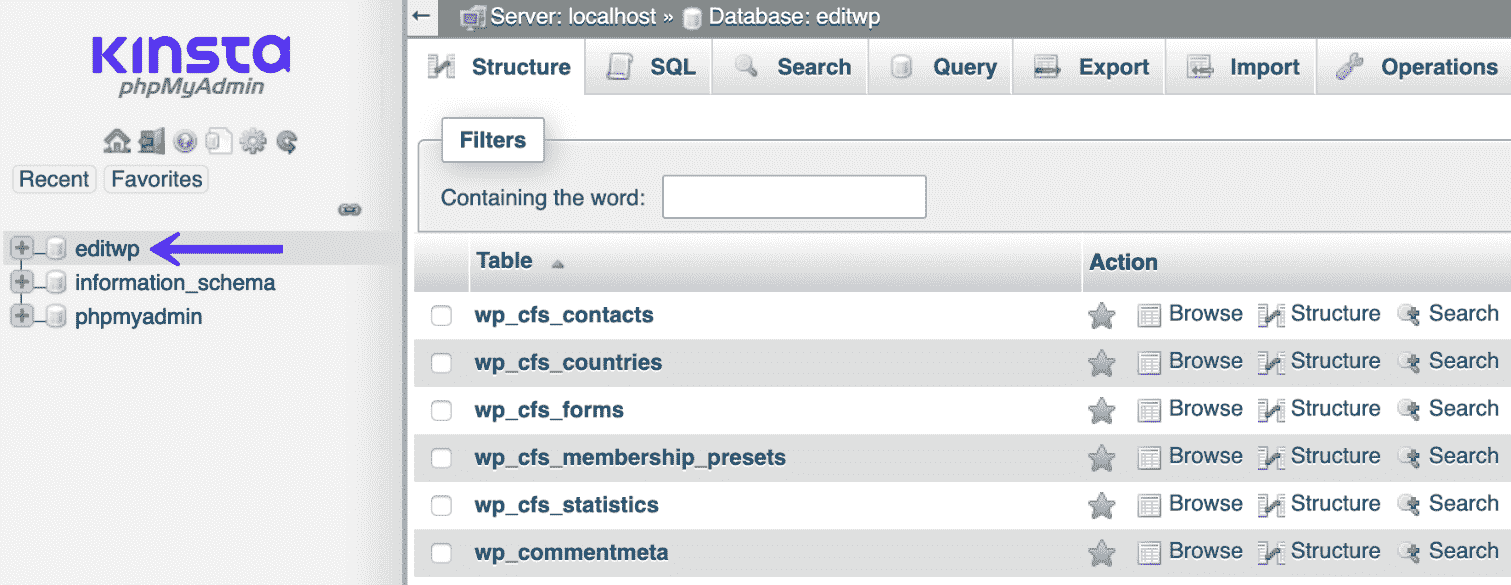 KINSTA
phpMyAdmin
Recent Favorites
editwp
information_schema
phpmyadmin
Server: localhost » Database: editwp
Structure SQL Search Query Export Import Operations
Filters
Containing the word:
Table Action
wp_cfs_contacts Browse Structure Search
wp_cfs_countries Browse Structure Search
wp_cfs_forms Browse Structure Search
wp_cfs_membership_presets Browse Structure Search
wp_cfs_statistics Browse Structure Search
wp_commentmeta Browse Structure Search